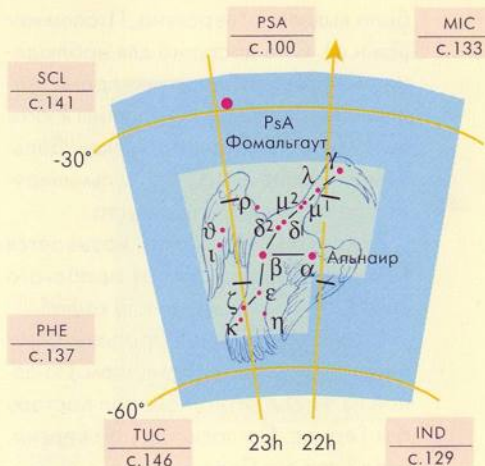 PSA
с.100
MIC
с.133
SCL
с.141
-30°
PsA
Фомальгаут
γ
λ
ρ
μ²
μ¹
δ²
δ¹
θ
ι
β
α
Альнаир
ε
ζ
κ
η
PHE
с.137
-60°
TUC
с.146
23h
22h
IND
с.129